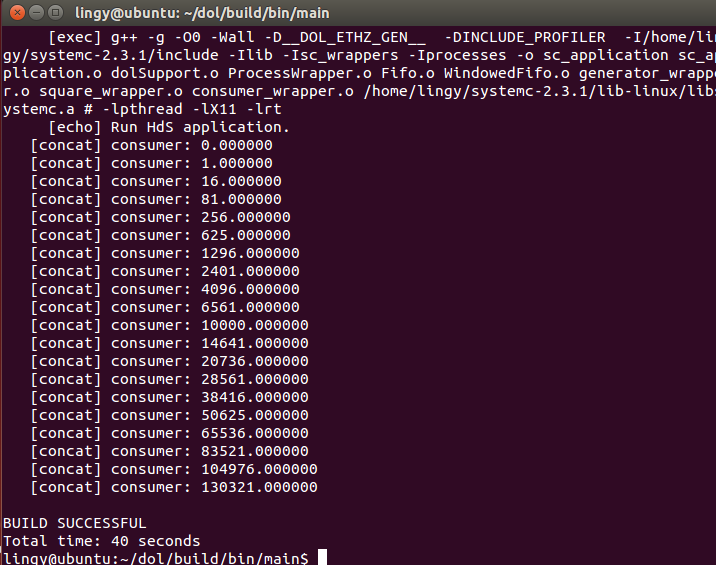 lingy@ubuntu: ~/dol/build/bin/main
[exec] g++ -g -O0 -Wall -D__DOL_ETHZ_GEN__  -DINCLUDE_PROFILER  -I/home/lin
gy/systemc-2.3.1/include -Ilib -Isc_wrappers -Iprocesses -o sc_application sc_ap
plication.o dolSupport.o ProcessWrapper.o Fifo.o WindowedFifo.o generator_wrappe
r.o square_wrapper.o consumer_wrapper.o /home/lingy/systemc-2.3.1/lib-linux/libs
ystemc.a # -lpthread -lX11 -lrt
[echo] Run HdS application.
[concat] consumer: 0.000000
[concat] consumer: 1.000000
[concat] consumer: 16.000000
[concat] consumer: 81.000000
[concat] consumer: 256.000000
[concat] consumer: 625.000000
[concat] consumer: 1296.000000
[concat] consumer: 2401.000000
[concat] consumer: 4096.000000
[concat] consumer: 6561.000000
[concat] consumer: 10000.000000
[concat] consumer: 14641.000000
[concat] consumer: 20736.000000
[concat] consumer: 28561.000000
[concat] consumer: 38416.000000
[concat] consumer: 50625.000000
[concat] consumer: 65536.000000
[concat] consumer: 83521.000000
[concat] consumer: 104976.000000
[concat] consumer: 130321.000000
BUILD SUCCESSFUL
Total time: 40 seconds
lingy@ubuntu:~/dol/build/bin/main$